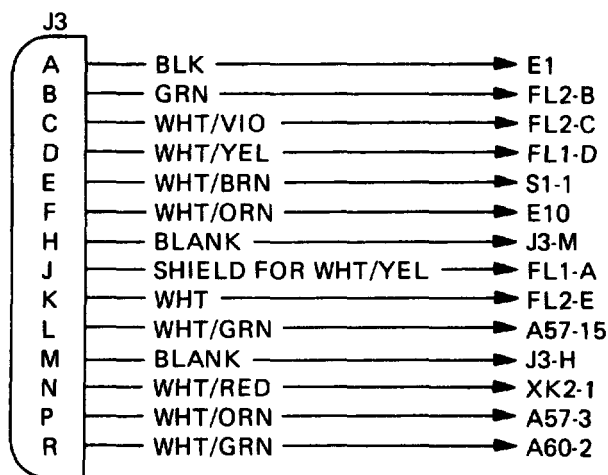 J3
A BLK E1
B GRN FL2-B
C WHT/VIO FL2-C
D WHT/YEL FL1-D
E WHT/BRN S1-1
F WHT/ORN E10
H BLANK J3-M
J SHIELD FOR WHT/YEL FL1-A
K WHT FL2-E
L WHT/GRN A57-15
M BLANK J3-H
N WHT/RED XK2-1
P WHT/ORN A57-3
R WHT/GRN A60-2